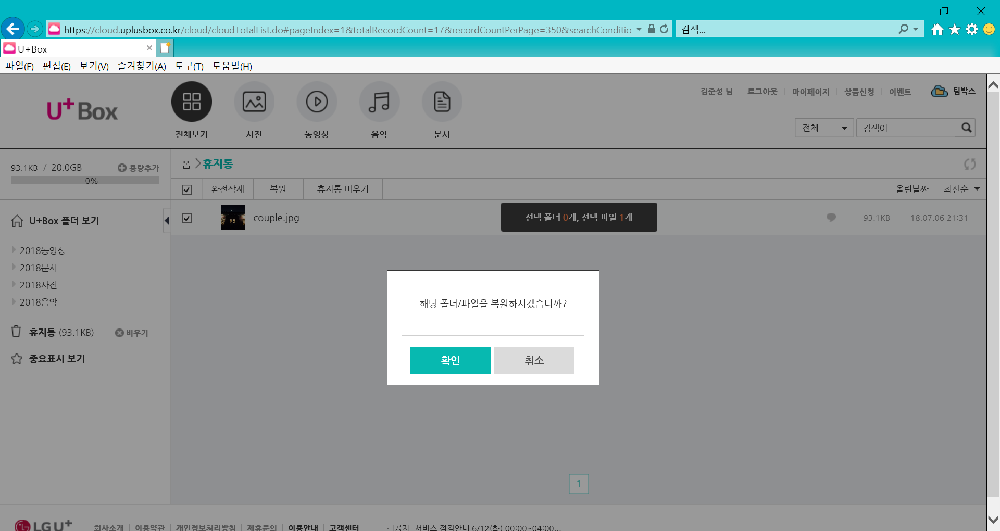 https://cloud.uplusbox.co.kr/cloud/cloudTotalList.do#pageIndex=1&totalRecordCount=17&recordCountPerPage=350&searchConditio
검색...
U+Box
파일(F) 편집(E) 보기(V) 즐겨찾기(A) 도구(T) 도움말(H)
U+ Box
전체보기 사진 동영상 음악 문서
김준성 님 로그아웃 마이페이지 상품신청 이벤트 팀박스
전체 검색어
93.1KB / 20.0GB 용량추가
0%
홈 휴지통
완전삭제 복원 휴지통 비우기
올린날짜 - 최신순
couple.jpg
선택 폴더 0개, 선택 파일 1개
93.1KB 18.07.06 21:31
U+Box 폴더 보기
2018동영상
2018문서
2018사진
2018음악
휴지통 (93.1KB) 비우기
중요표시 보기
해당 폴더/파일을 복원하시겠습니까?
확인 취소
1
LG U+
회사소개 이용약관 개인정보처리방침 제휴문의 이용안내 고객센터
- [공지] 서비스 점검안내 6/12(화) 00:00~04:00...